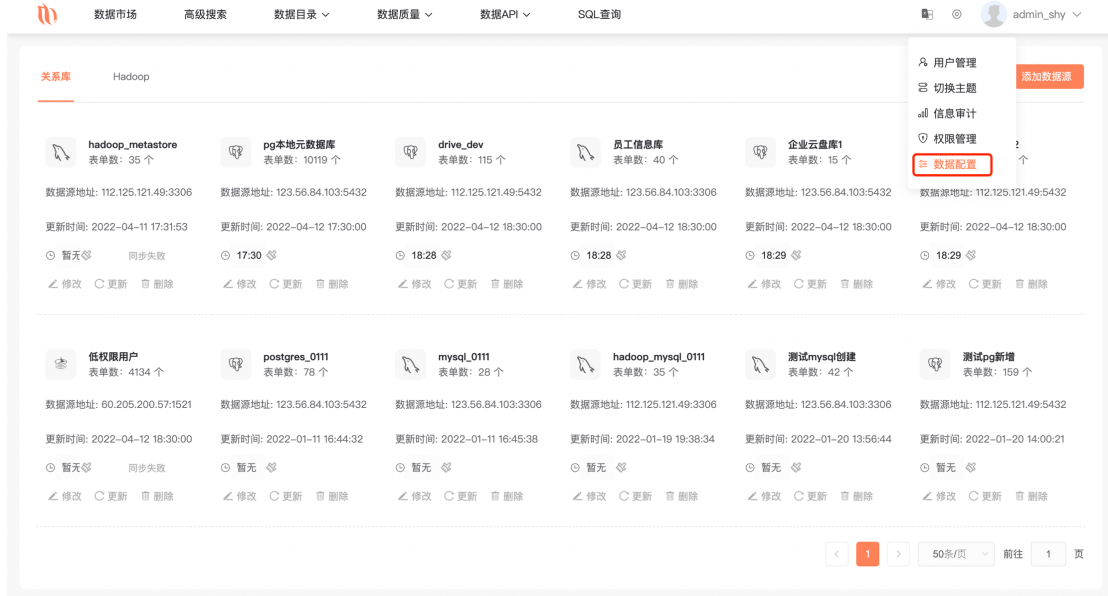 数据市场 高级搜索 数据目录 数据质量 数据API SQL查询 admin_shy
用户管理
切换主题
信息审计
权限管理
数据配置
关系库 Hadoop 添加数据源
hadoop_metastore pg本地元数据库 drive_dev 员工信息库 企业云盘库1 2
表单数: 35 个 表单数: 10119 个 表单数: 115 个 表单数: 40 个 表单数: 15 个 个
数据源地址: 112.125.121.49:3306 数据源地址: 123.56.84.103:5432 数据源地址: 112.125.121.49:5432 数据源地址: 123.56.84.103:3306 数据源地址: 123.56.84.103:5432 数据源地址: 112.125.121.49:5432
更新时间: 2022-04-11 17:31:53 更新时间: 2022-04-12 17:30:00 更新时间: 2022-04-12 18:30:00 更新时间: 2022-04-12 18:30:00 更新时间: 2022-04-12 18:30:00 更新时间: 2022-04-12 18:30:00
暂无 同步失败 17:30 18:28 18:28 18:29 18:29
修改 更新 删除 修改 更新 删除 修改 更新 删除 修改 更新 删除 修改 更新 删除 修改 更新 删除
低权限用户 postgres_0111 mysql_0111 hadoop_mysql_0111 测试mysql创建 测试pg新增
表单数: 4134 个 表单数: 78 个 表单数: 28 个 表单数: 35 个 表单数: 42 个 表单数: 159 个
数据源地址: 60.205.200.57:1521 数据源地址: 123.56.84.103:5432 数据源地址: 123.56.84.103:3306 数据源地址: 112.125.121.49:3306 数据源地址: 123.56.84.103:3306 数据源地址: 112.125.121.49:5432
更新时间: 2022-04-12 18:30:00 更新时间: 2022-01-11 16:44:32 更新时间: 2022-01-11 16:45:38 更新时间: 2022-01-19 19:38:34 更新时间: 2022-01-20 13:56:44 更新时间: 2022-01-20 14:00:21
暂无 同步失败 暂无 暂无 暂无 暂无 暂无
修改 更新 删除 修改 更新 删除 修改 更新 删除 修改 更新 删除 修改 更新 删除 修改 更新 删除
1 50条/页 前往 1 页